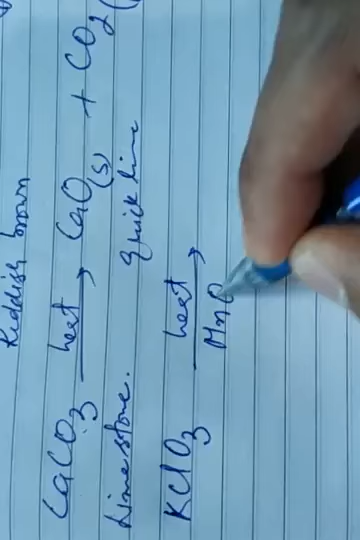 Reddish brown
CaCO3 heat → CaO(s) + CO2(
Limestone. quick lime
KClO3 heat →
MnO